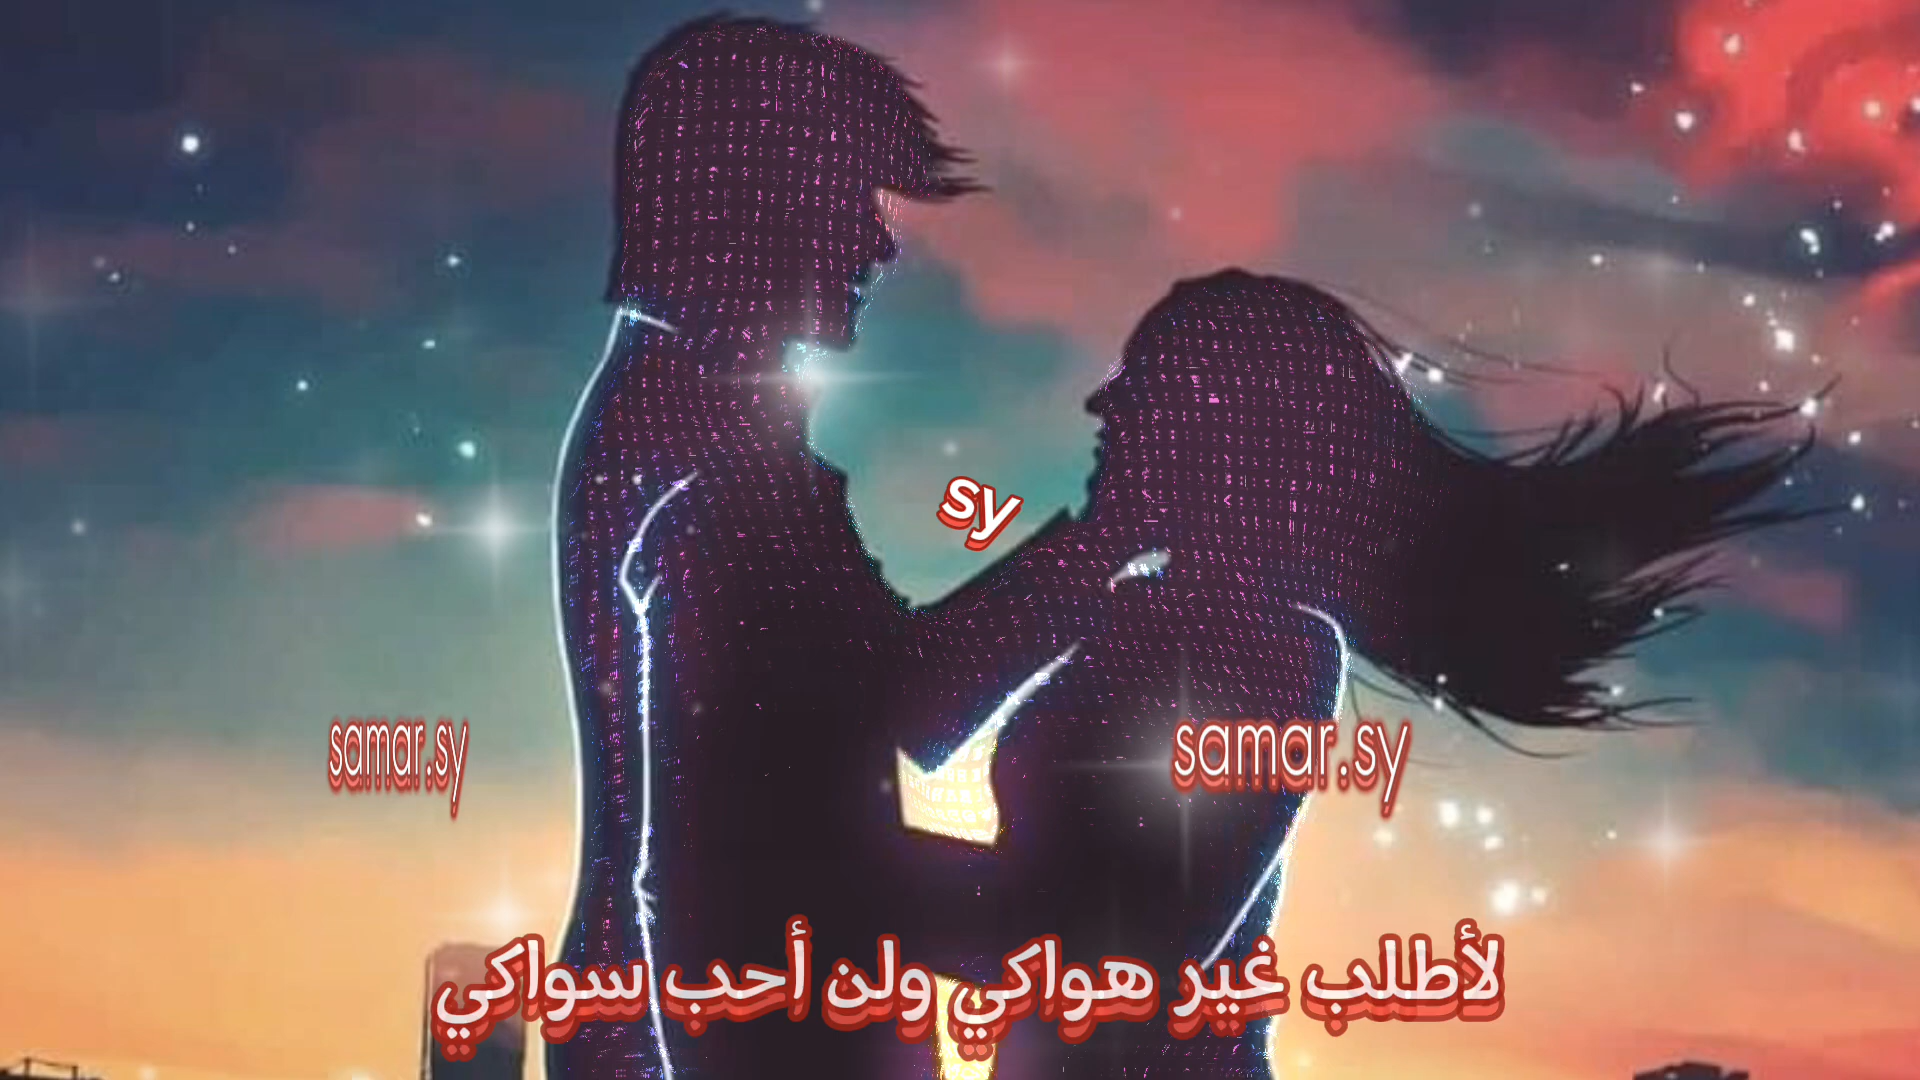 sy
samar.sy
samar.sy
لأطلب غير هواكي ولن أحب سواكي